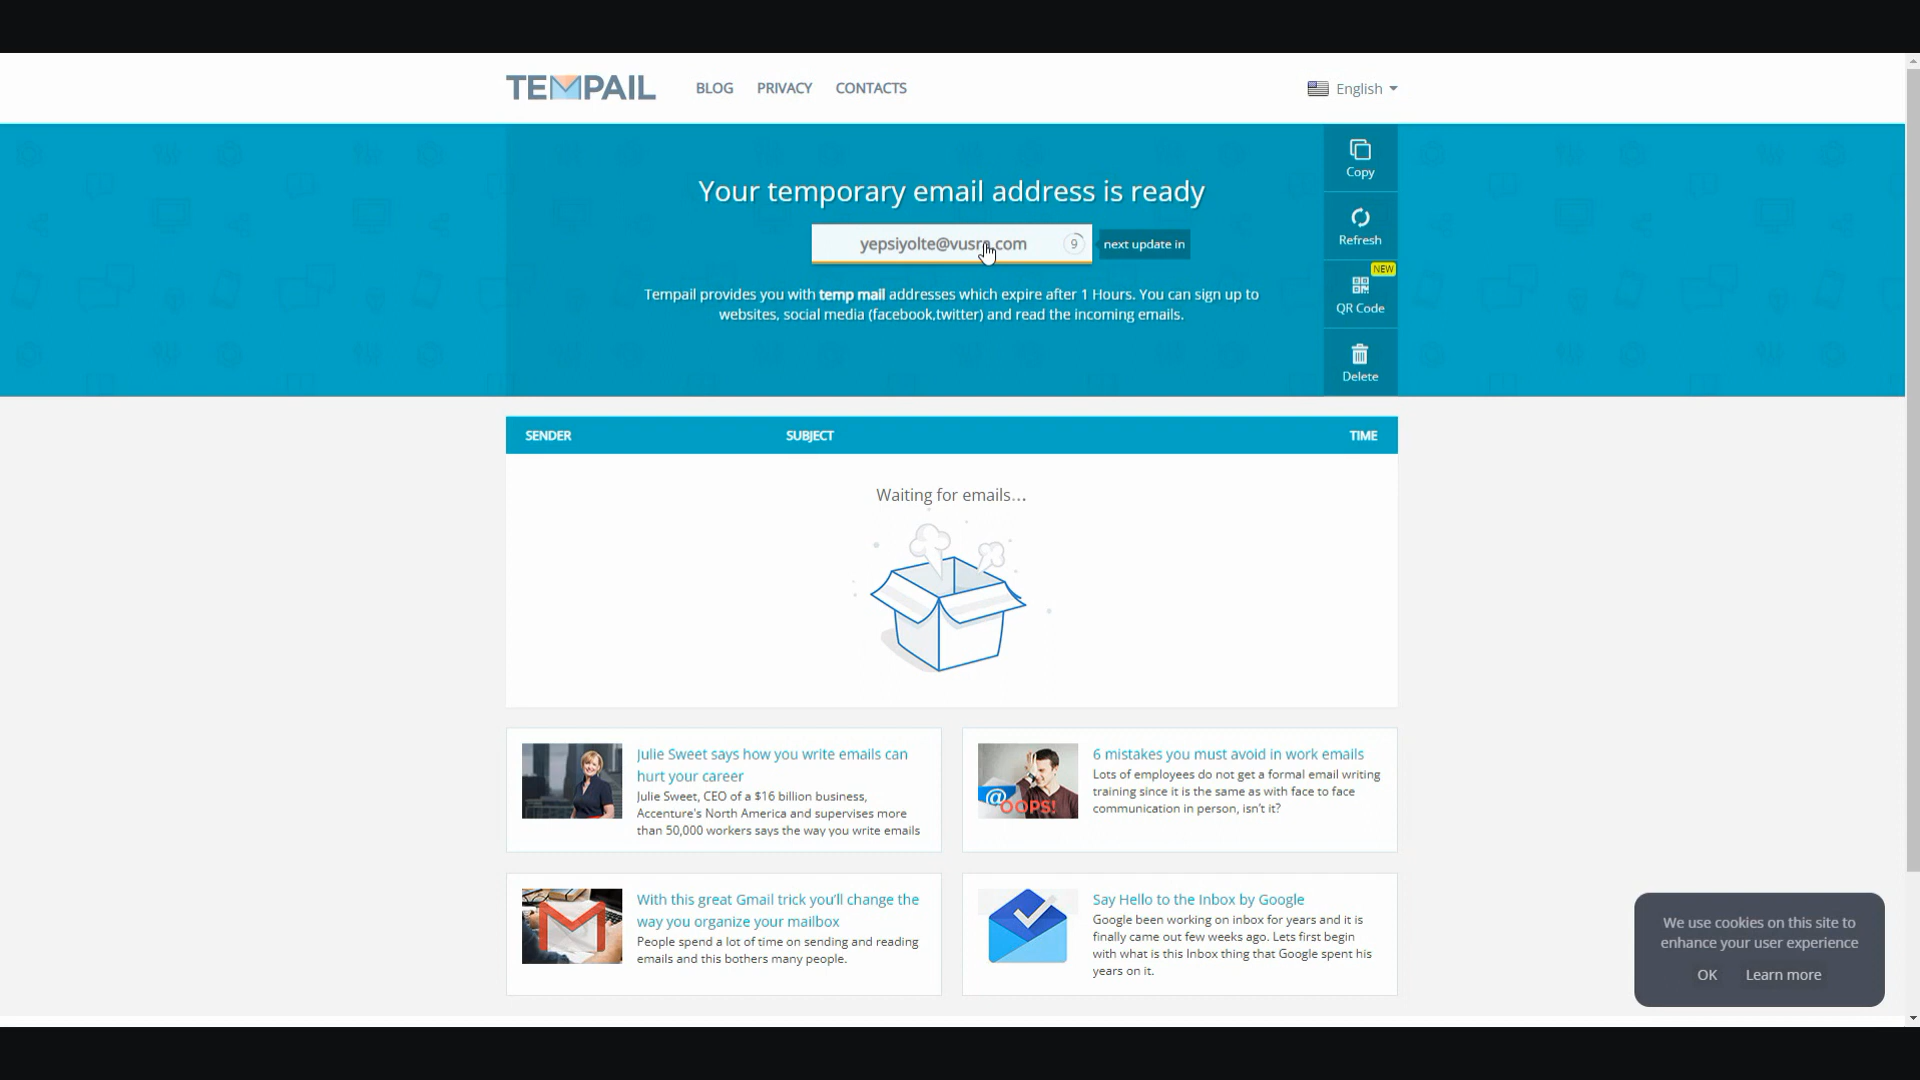 TEMPAIL
BLOG PRIVACY CONTACTS
English
Your temporary email address is ready
9 next update in
Tempail provides you with temp mail addresses which expire after 1 Hours. You can sign up to
websites, social media (facebook,twitter) and read the incoming emails.
Copy
Refresh
NEW
QR Code
Delete
SENDER SUBJECT TIME
Waiting for emails...
Julie Sweet says how you write emails can
hurt your career
Julie Sweet, CEO of a $16 billion business,
Accenture's North America and supervises more
than 50,000 workers says the way you write emails
@ OOPS!
6 mistakes you must avoid in work emails
Lots of employees do not get a formal email writing
training since it is the same as with face to face
communication in person, isn't it?
With this great Gmail trick you'll change the
way you organize your mailbox
People spend a lot of time on sending and reading
emails and this bothers many people.
Say Hello to the Inbox by Google
Google been working on inbox for years and it is
finally came out few weeks ago. Lets first begin
with what is this Inbox thing that Google spent his
years on it.
We use cookies on this site to
enhance your user experience
OK Learn more